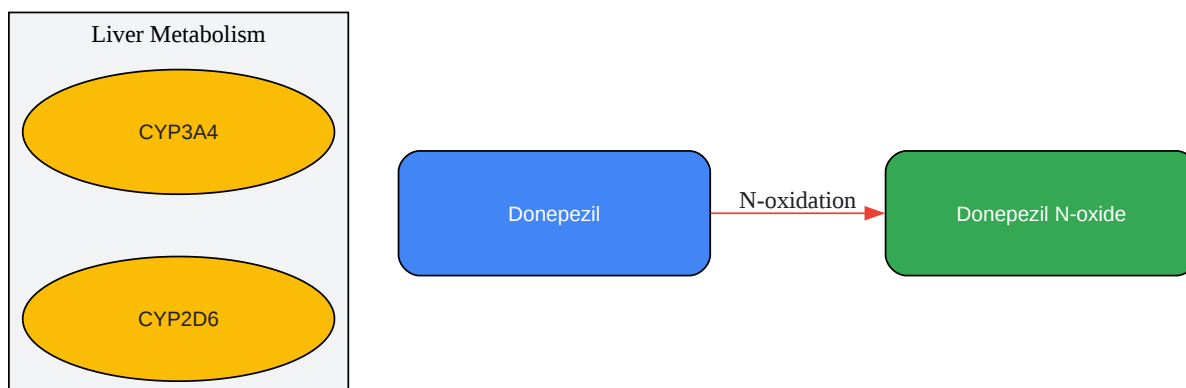 Liver Metabolism
CYP3A4
CYP2D6
Donepezil
N-oxidation
Donepezil N-oxide